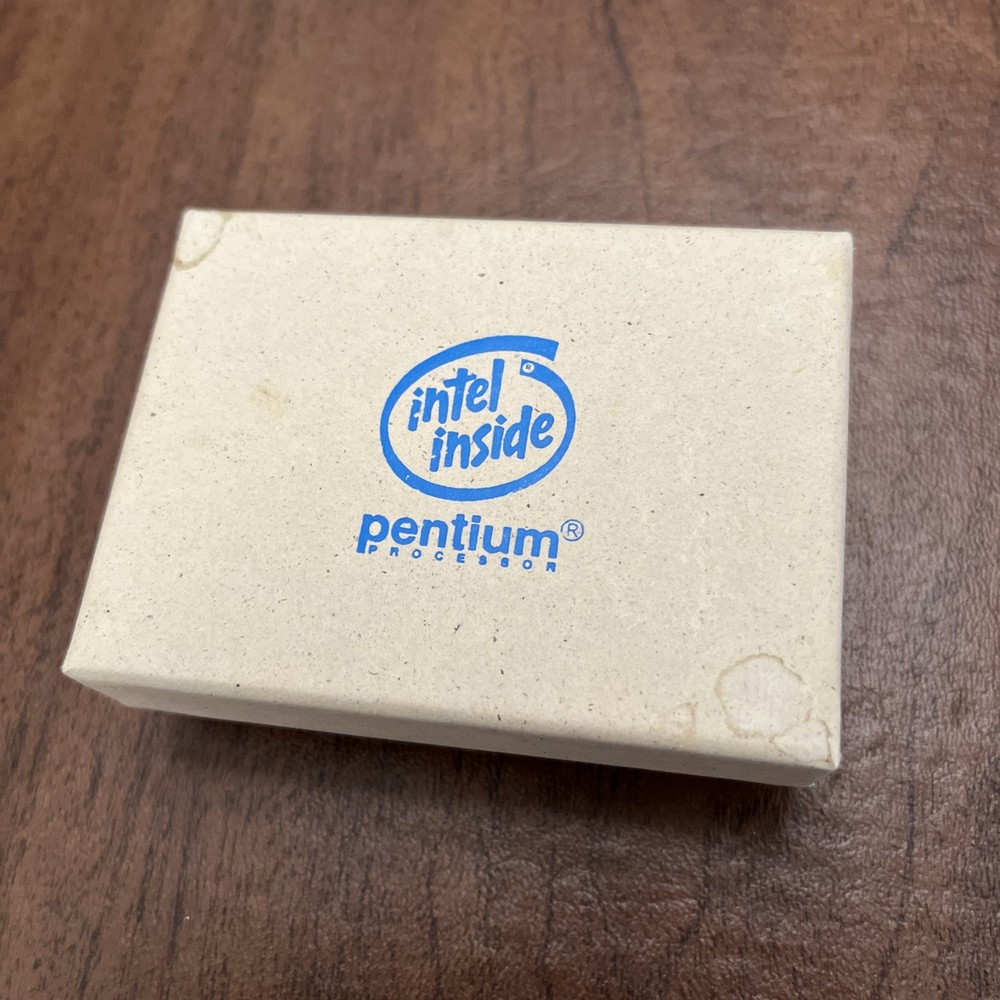 intel ®
inside
pentium®
PROCESSOR